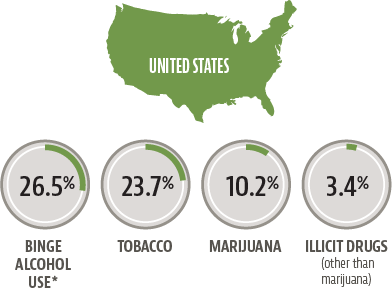 UNITED STATES
26.5%
23.7%
10.2%
3.4%
BINGE
ALCOHOL
USE*
TOBACCO
MARIJUANA
ILLICIT DRUGS
(other than
marijuana)